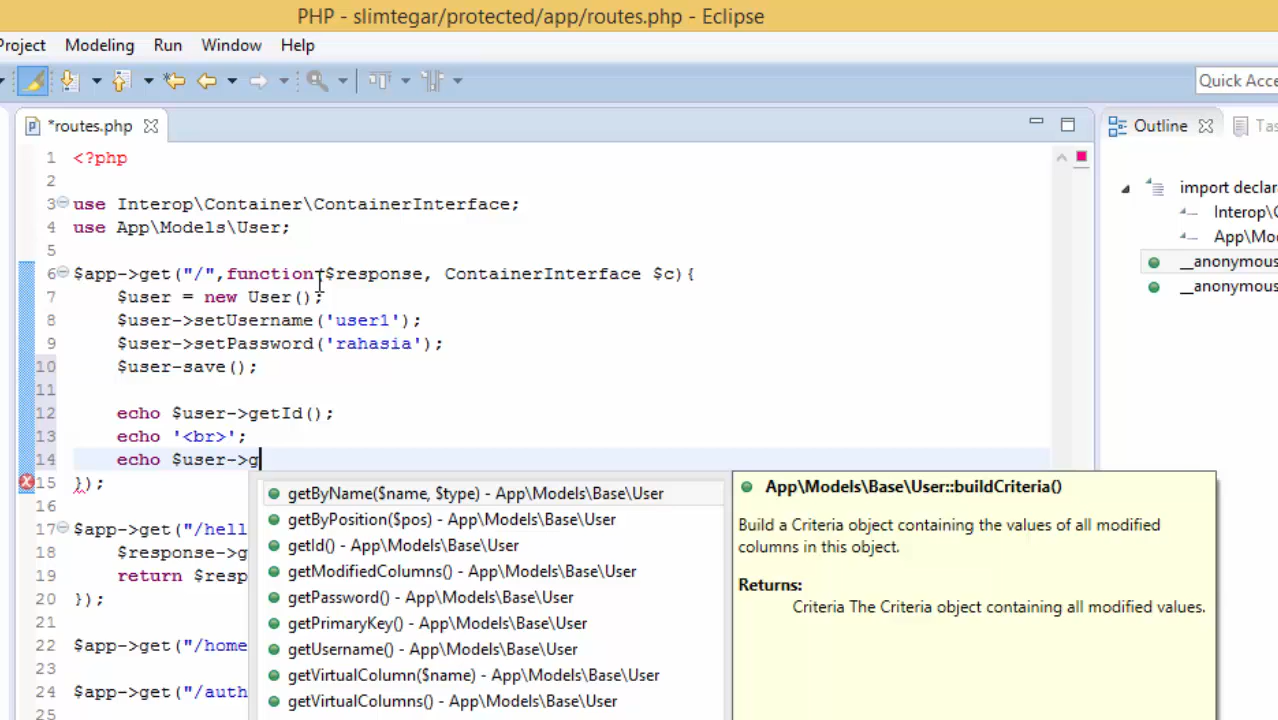 PHP - slimtegar/protected/app/routes.php - Eclipse
Project Modeling Run Window Help
Quick Acce
*routes.php
Outline Tas
1 <?php
2
3 use Interop\Container\ContainerInterface;
4 use App\Models\User;
5
6 $app->get("/",function $response, ContainerInterface $c){
7 $user = new User();
8 $user->setUsername('user1');
9 $user->setPassword('rahasia');
10 $user-save();
11
12 echo $user->getId();
13 echo '<br>';
14 echo $user->g
15 });
16
17 $app->get("/hell
18 $response->g
19 return $resp
20 });
21
22 $app->get("/home
23
24 $app->get("/auth
25
getByName($name, $type) - App\Models\Base\User
getByPosition($pos) - App\Models\Base\User
getId() - App\Models\Base\User
getModifiedColumns() - App\Models\Base\User
getPassword() - App\Models\Base\User
getPrimaryKey() - App\Models\Base\User
getUsername() - App\Models\Base\User
getVirtualColumn($name) - App\Models\Base\User
getVirtualColumns() - App\Models\Base\User
App\Models\Base\User::buildCriteria()
Build a Criteria object containing the values of all modified
columns in this object.
Returns:
Criteria The Criteria object containing all modified values.
import declar
Interop\C
App\Mo
__anonymous
__anonymous